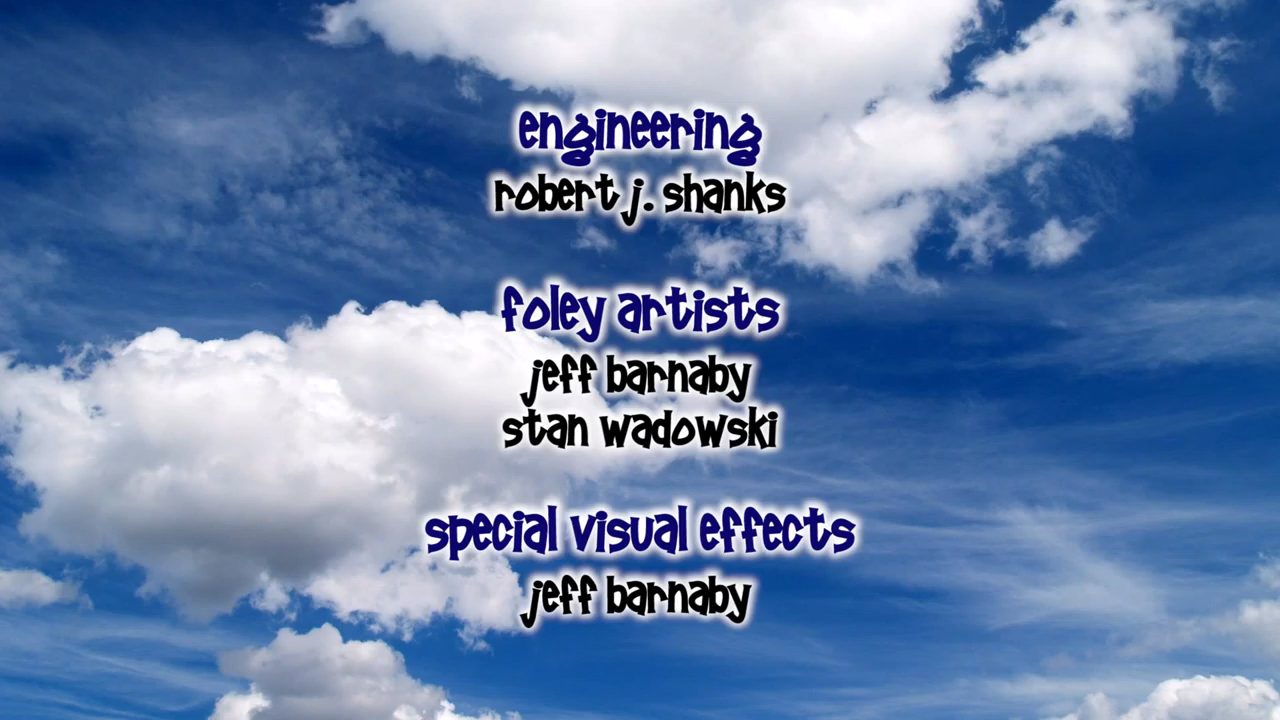 engineering
robert j. shanks
foley artists
jeff barnaby
stan wadowski
special visual effects
jeff barnaby